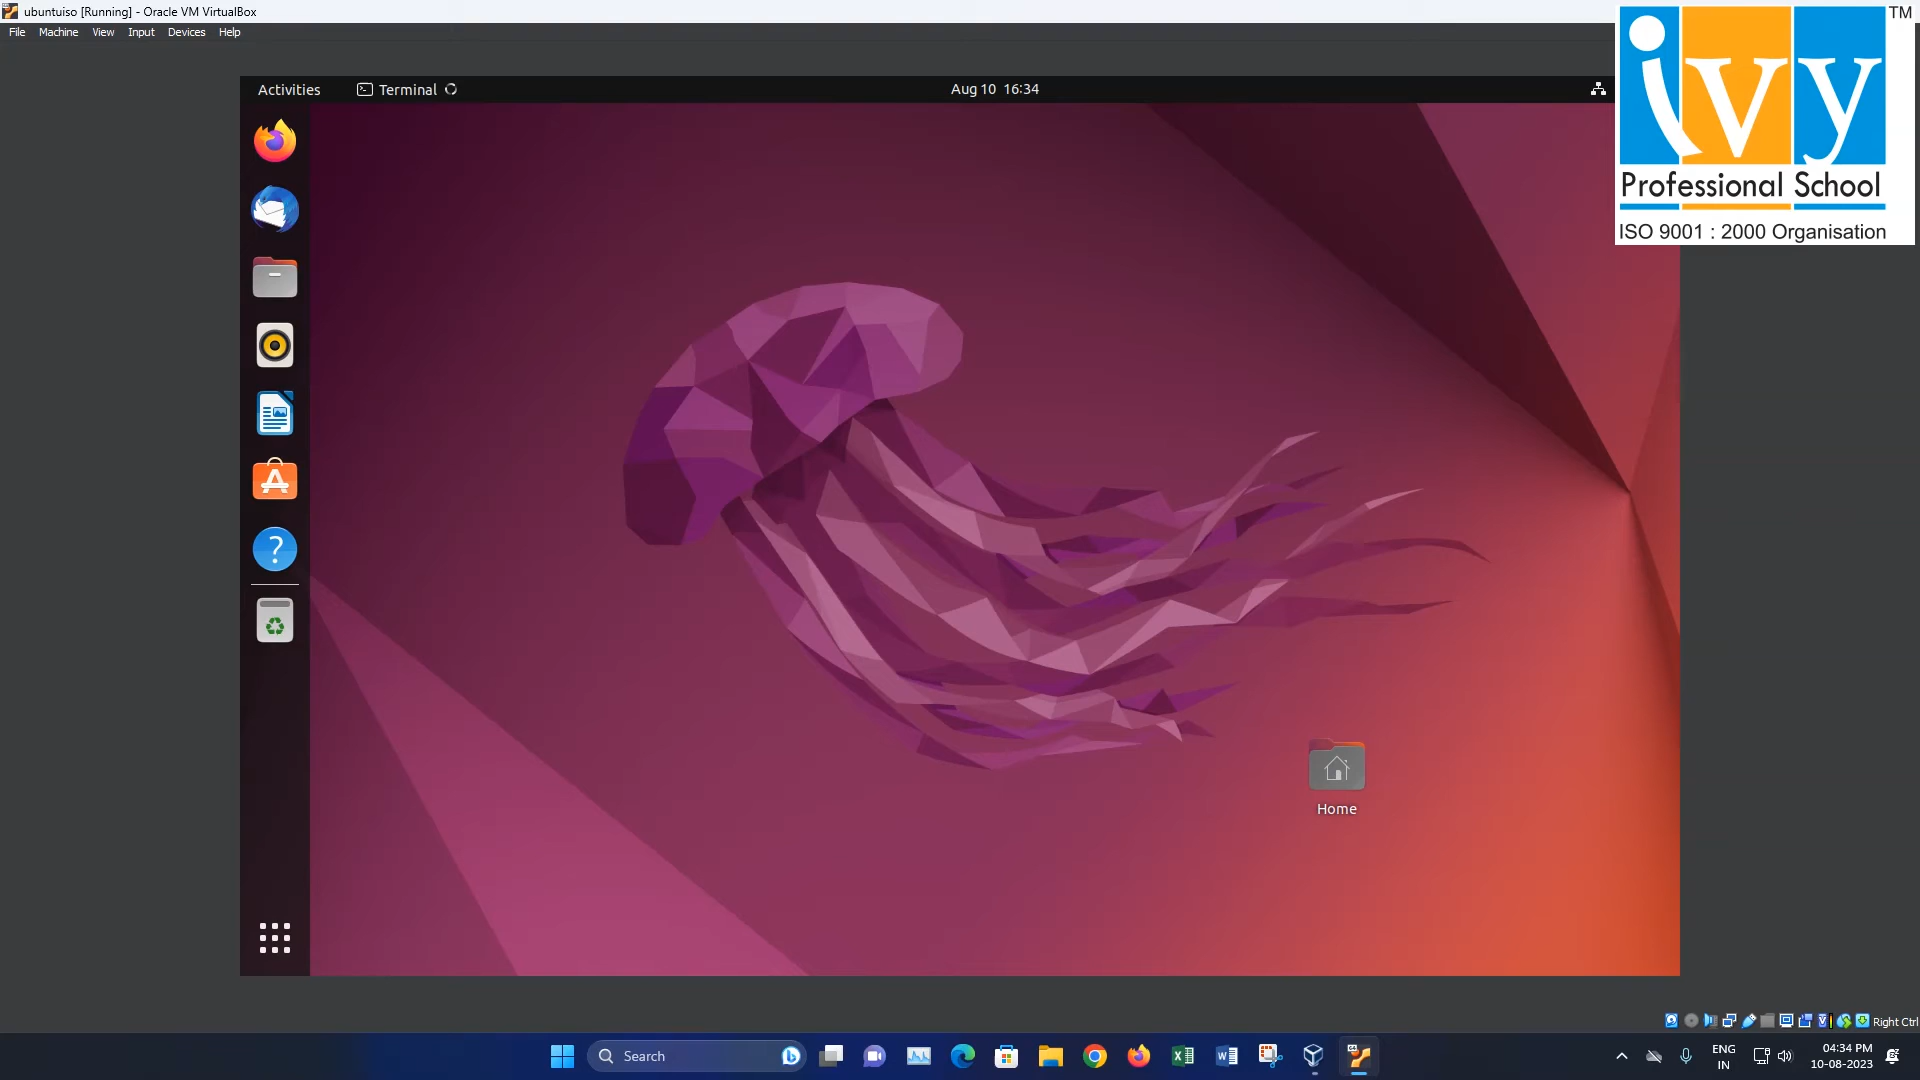 ubuntuiso [Running] - Oracle VM VirtualBox
File Machine View Input Devices Help
Activities Terminal Aug 10 16:34
TM
ivy
Professional School
ISO 9001 : 2000 Organisation
Home
Right Ctrl
Search
ENG
IN
04:34 PM
10-08-2023